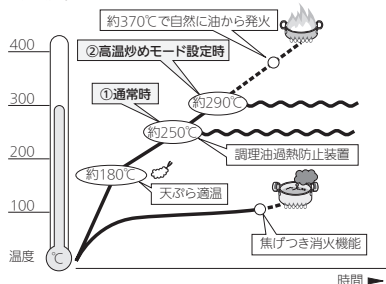 約370℃で自然に油から発火
400
②高温炒めモード設定時
①通常時
300
約290℃
約250℃
200
調理油過熱防止装置
約180℃
天ぷら適温
100
焦げつき消火機能
温度
℃
時間